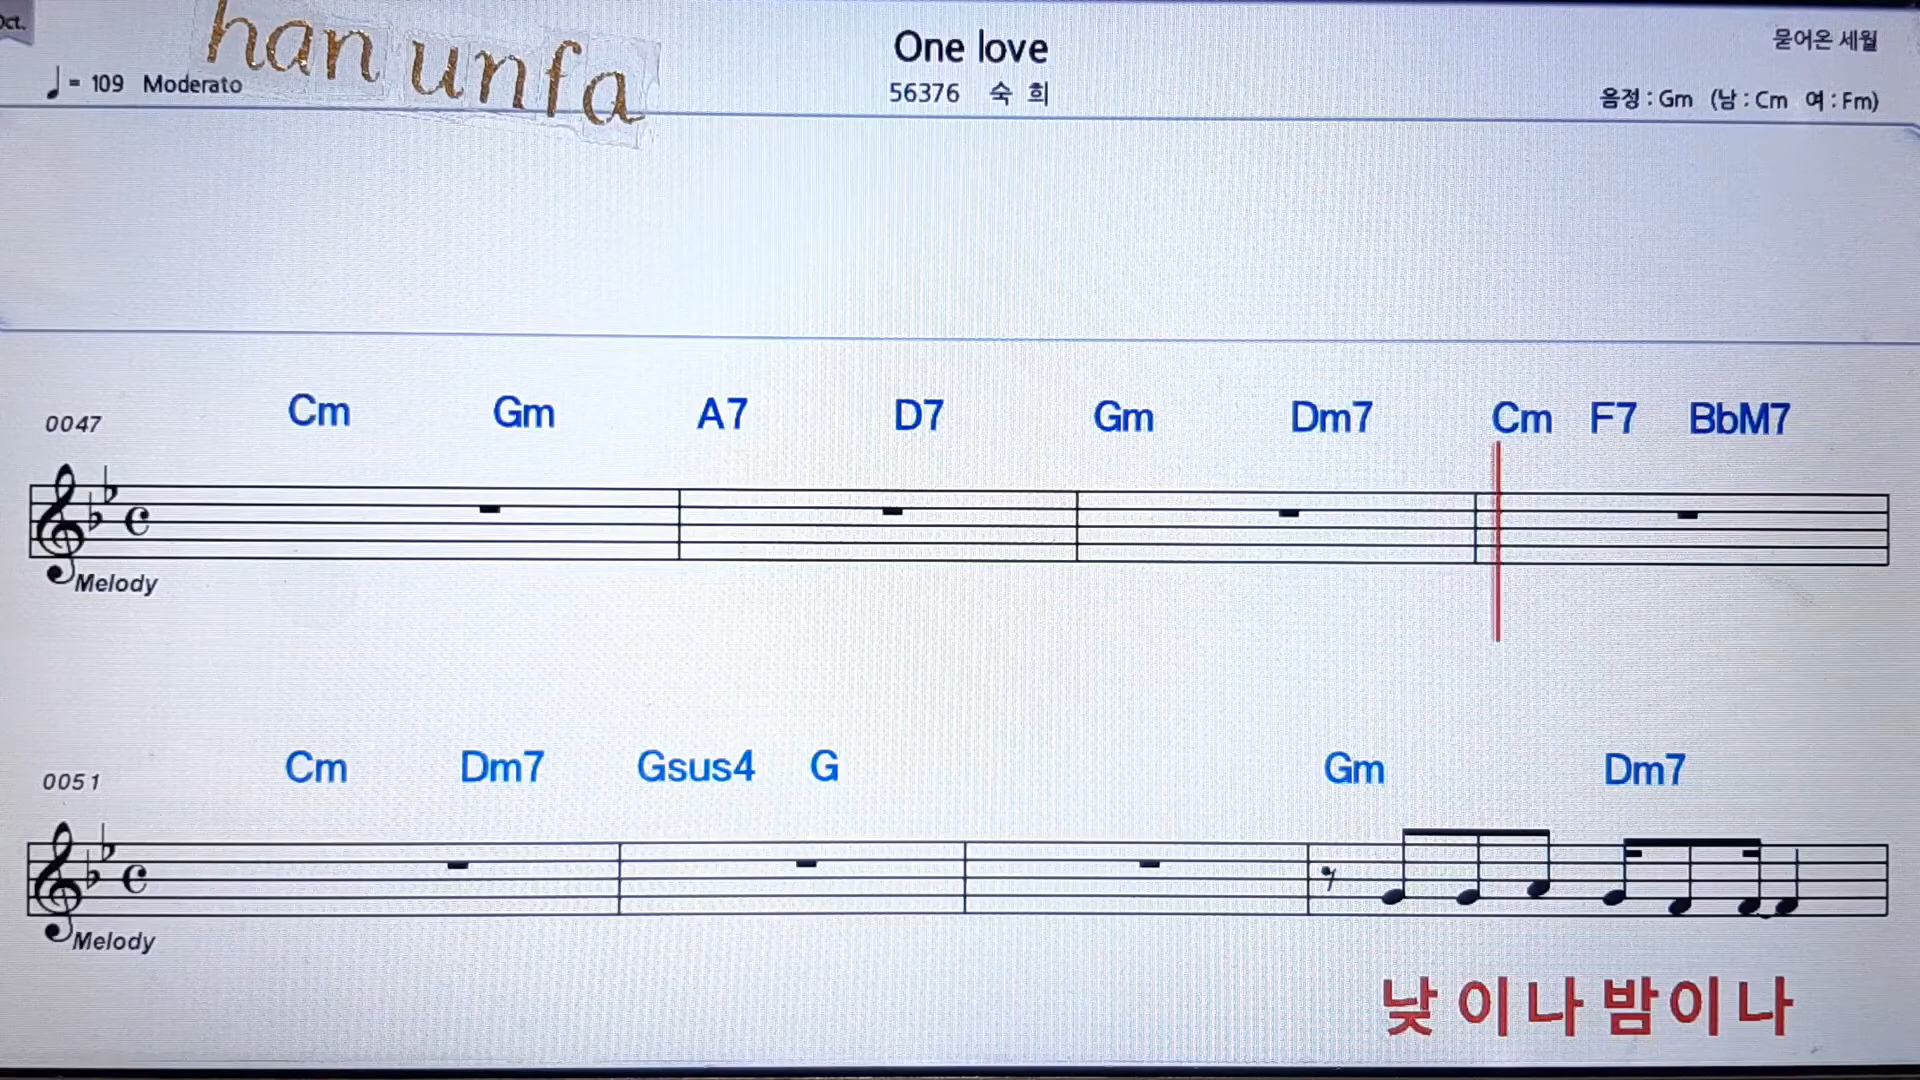 Oct.
han unfa
One love
묻어온 세월
♩= 109 Moderato
56376 숙 희
음정 : Gm (남 : Cm 여 : Fm)
Cm Gm A7 D7 Gm Dm7 Cm F7 BbM7
0047
Melody
Cm Dm7 Gsus4 G Gm Dm7
0051
Melody
낮 이 나 밤 이 나